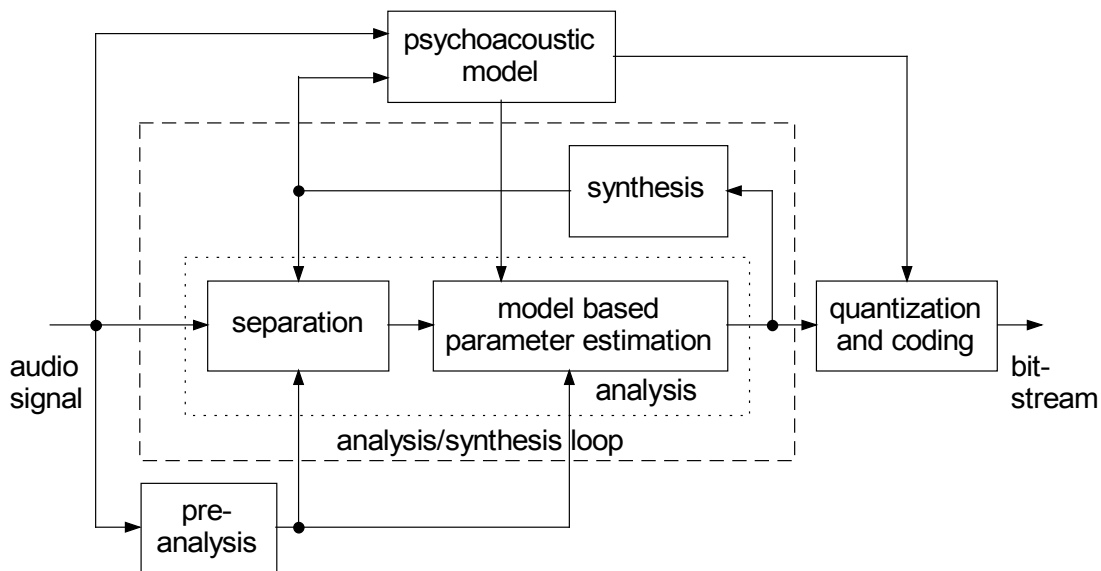 psychoacoustic
model
synthesis
separation
model based
parameter estimation
quantization
and coding
audio
signal
analysis
bit-
stream
analysis/synthesis loop
pre-
analysis